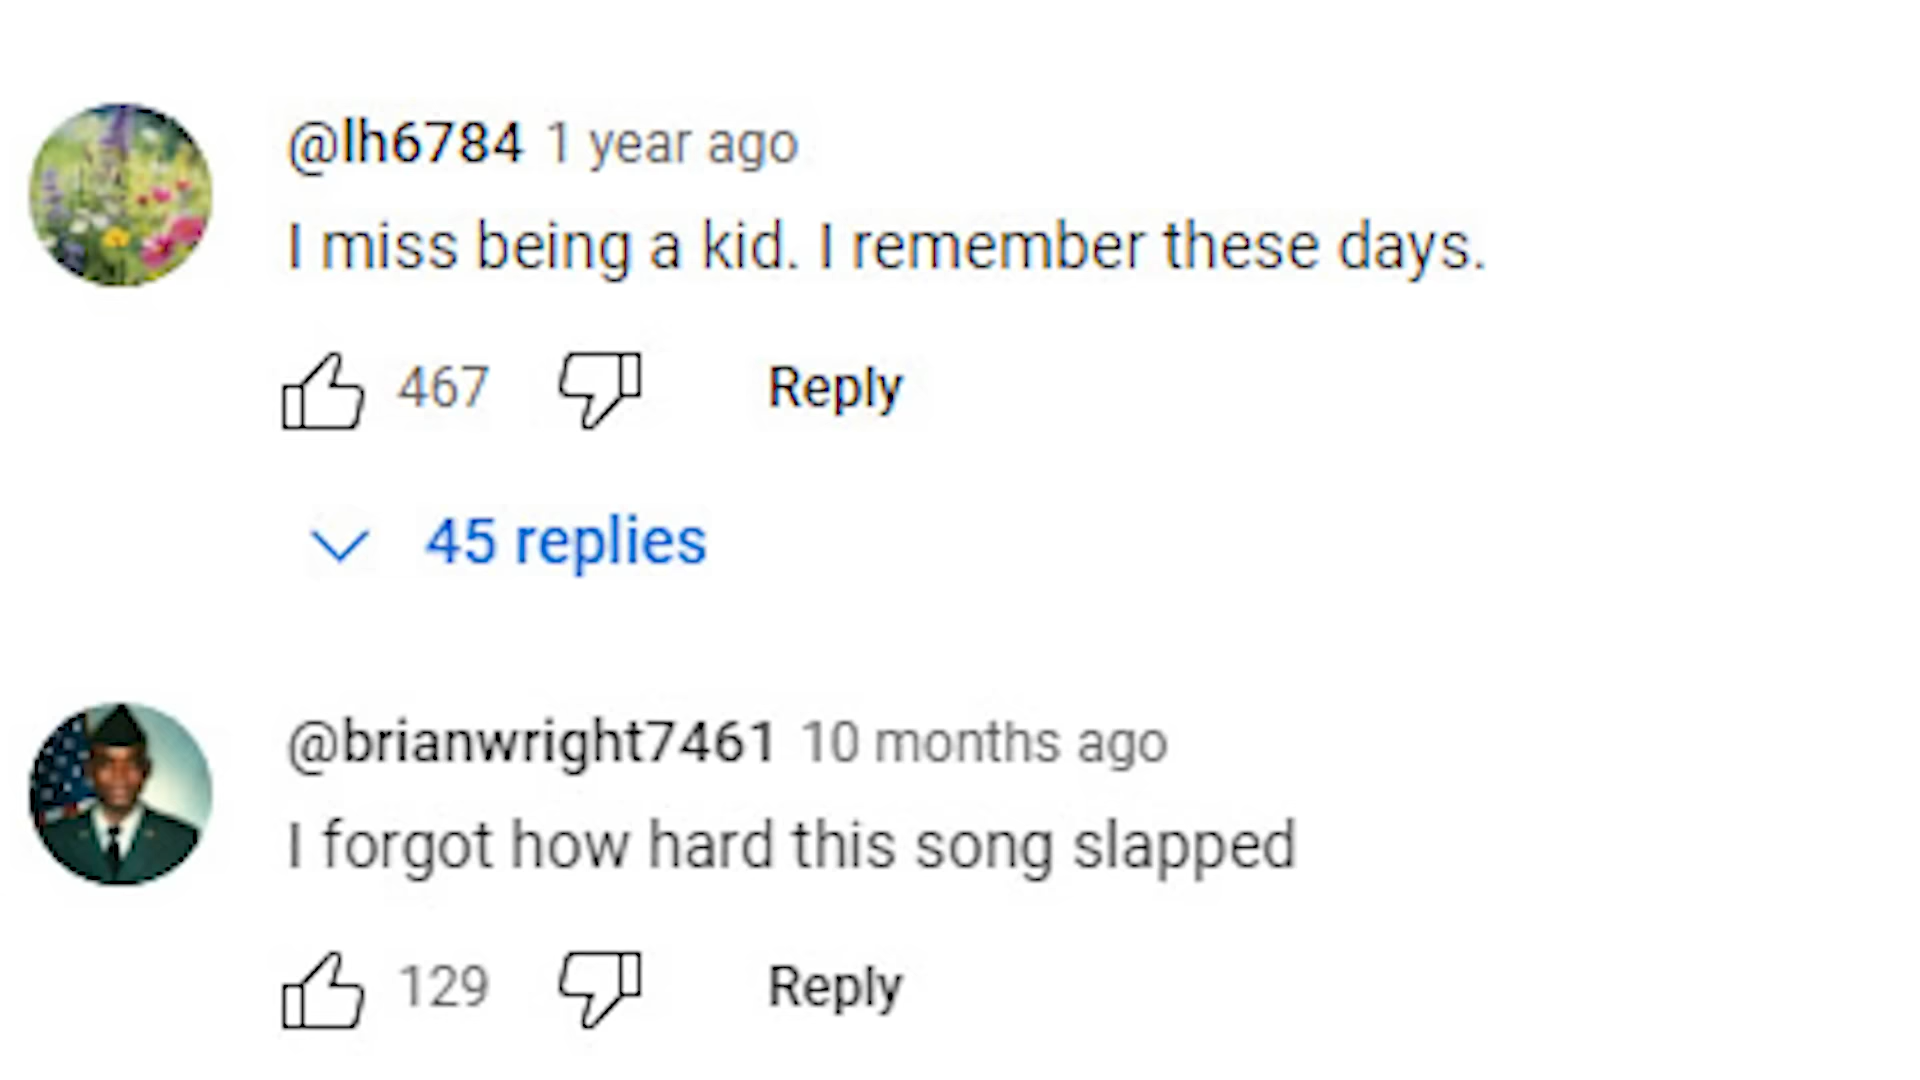 @lh6784 1 year ago
I miss being a kid. I remember these days.
467 Reply
45 replies
@brianwright7461 10 months ago
I forgot how hard this song slapped
129 Reply